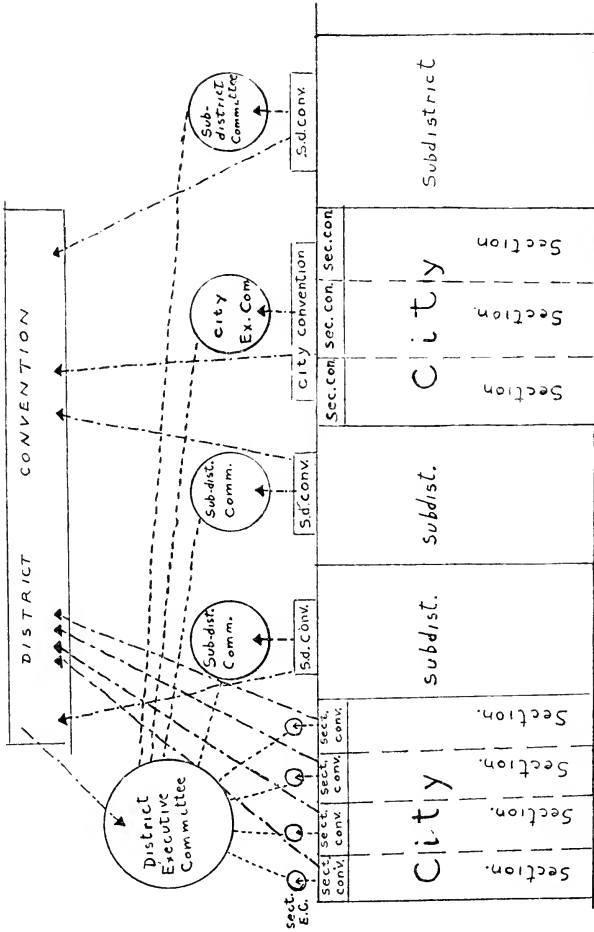 DISTRICT CONVENTION
District
Executive
Committee
Sub-dist.
Comm.
Sub-dist.
Comm.
City
Ex. Com
Sub-
district
Committee
sect.
E.C.
sect.
conv.
sect.
conv.
sect.
conv.
sect.
conv.
S.d. conv.
S.d. conv.
City convention
S.d. conv.
Sec. con.
sec. con.
sec. con.
City
Section.
Section.
Section.
Section.
Subdist.
Subdist.
City
Section
Section.
Section
Subdistrict